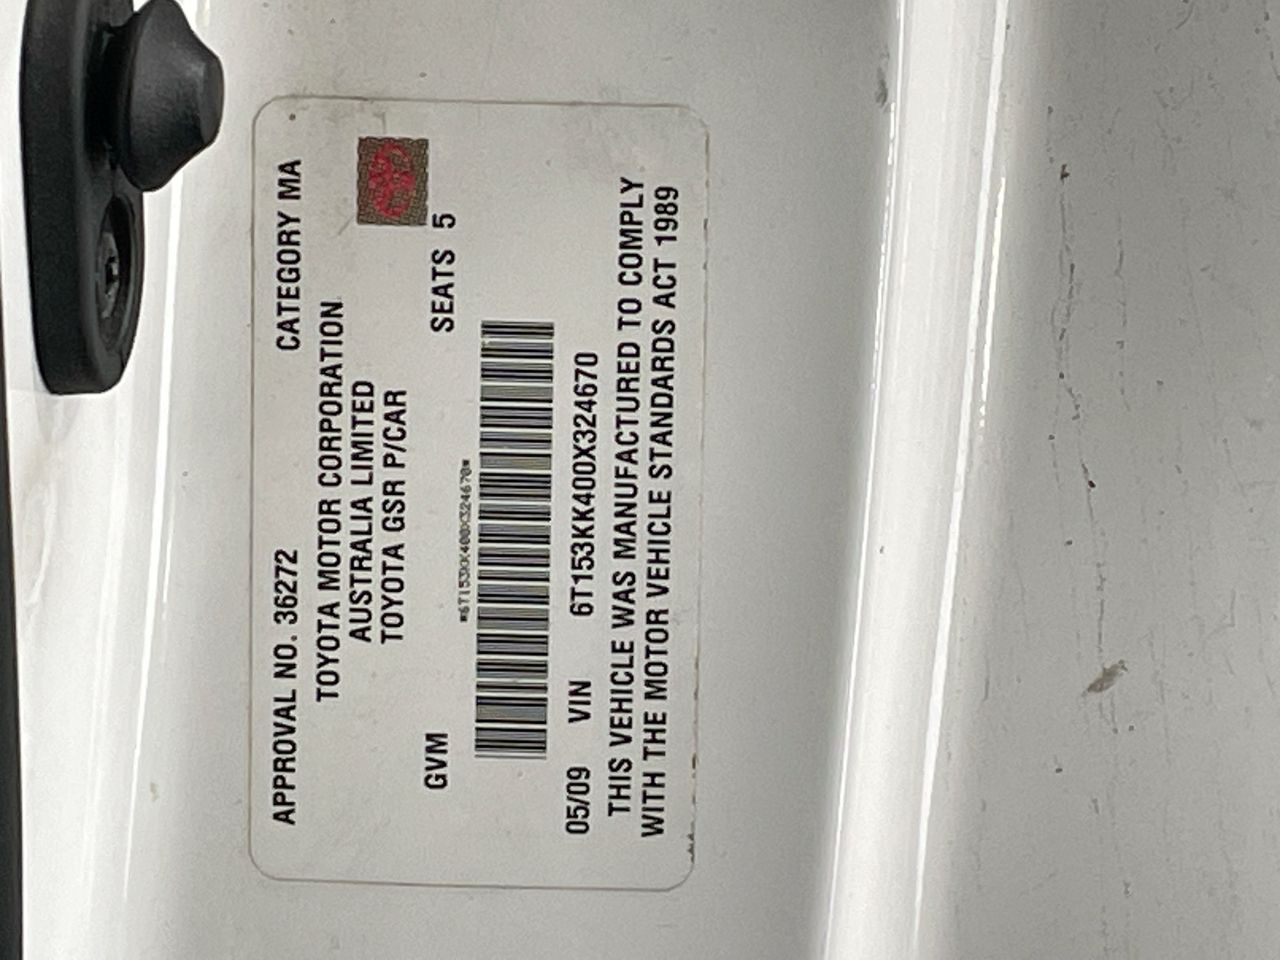 APPROVAL NO. 36272 CATEGORY MA
TOYOTA MOTOR CORPORATION
AUSTRALIA LIMITED
TOYOTA GSR P/CAR
GVM SEATS 5
*6T153KK400X324670*
05/09 VIN 6T153KK400X324670
THIS VEHICLE WAS MANUFACTURED TO COMPLY
WITH THE MOTOR VEHICLE STANDARDS ACT 1989